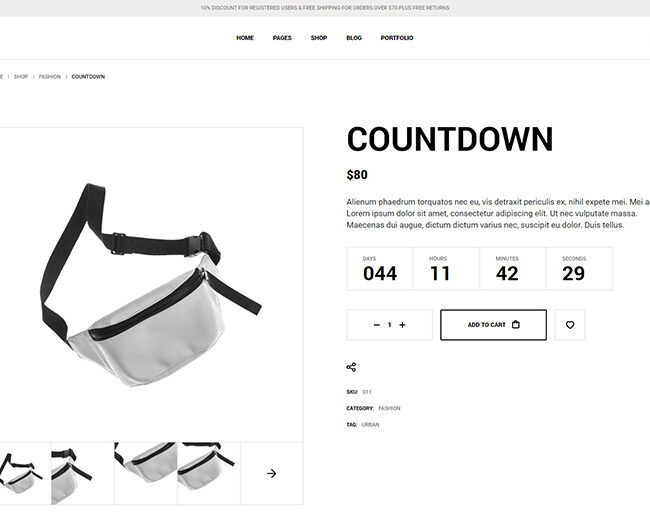 10% DISCOUNT FOR REGISTERED USERS & FREE SHIPPING FOR ORDERS OVER $70 PLUS FREE RETURNS
HOME PAGES SHOP BLOG PORTFOLIO
E | SHOP | FASHION | COUNTDOWN
COUNTDOWN
$80
Alienum phaedrum torquatos nec eu, vis detraxit periculis ex, nihil expete mei. Mei a
Lorem ipsum dolor sit amet, consectetur adipiscing elit. Ut nec vulputate massa.
Maecenas dui augue, dictum dictum varius nec, suscipit eu dolor. Duis tellus.
DAYS HOURS MINUTES SECONDS
044 11 42 29
− 1 + ADD TO CART
SKU: 011
CATEGORY: FASHION
TAG: URBAN